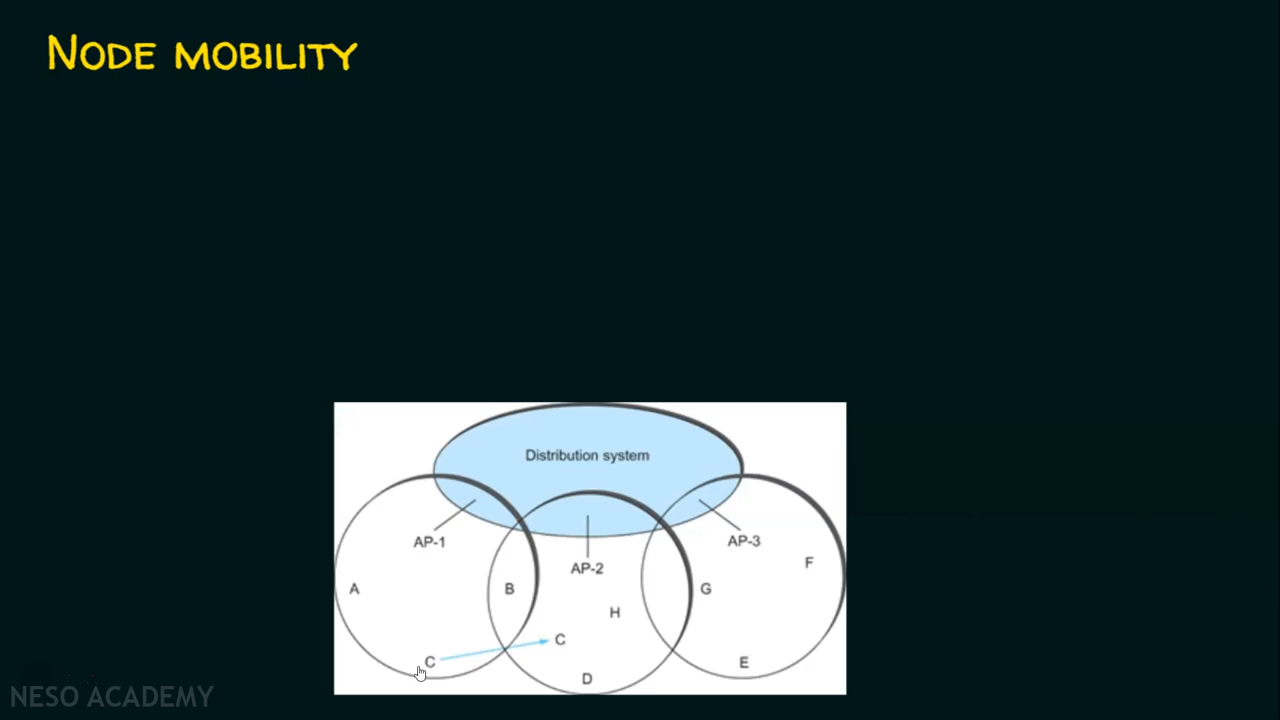 NODE MOBILITY
Distribution system
AP-1
AP-2
AP-3
A
B
C
C
H
D
G
F
E
NESO ACADEMY